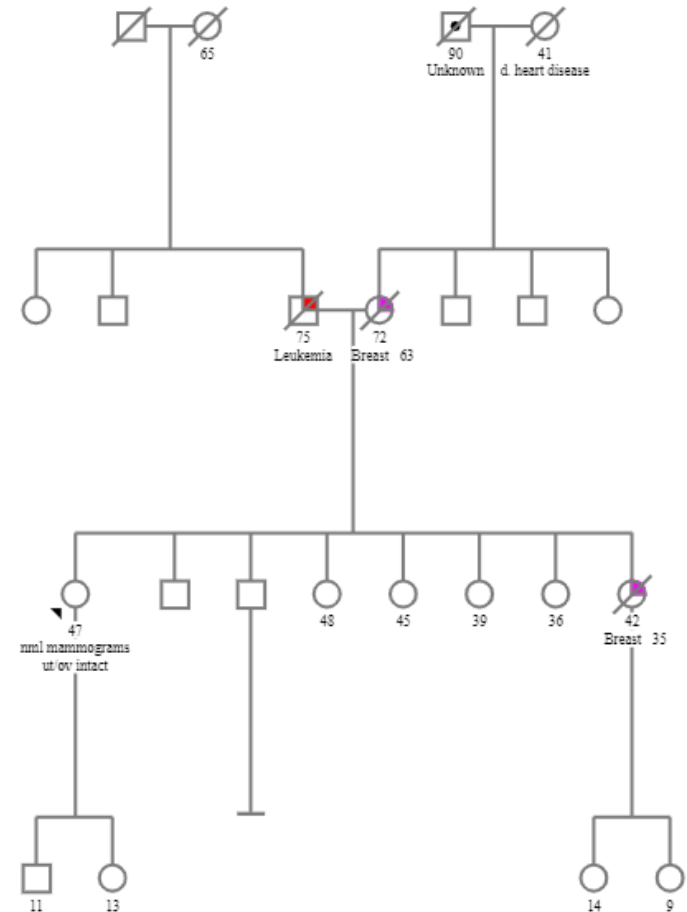 65
90
41
Unknown
d. heart disease
75
72
Leukemia
Breast 63
47
nml mammograms
ut/ov intact
48
45
39
36
42
Breast 35
11
13
14
9